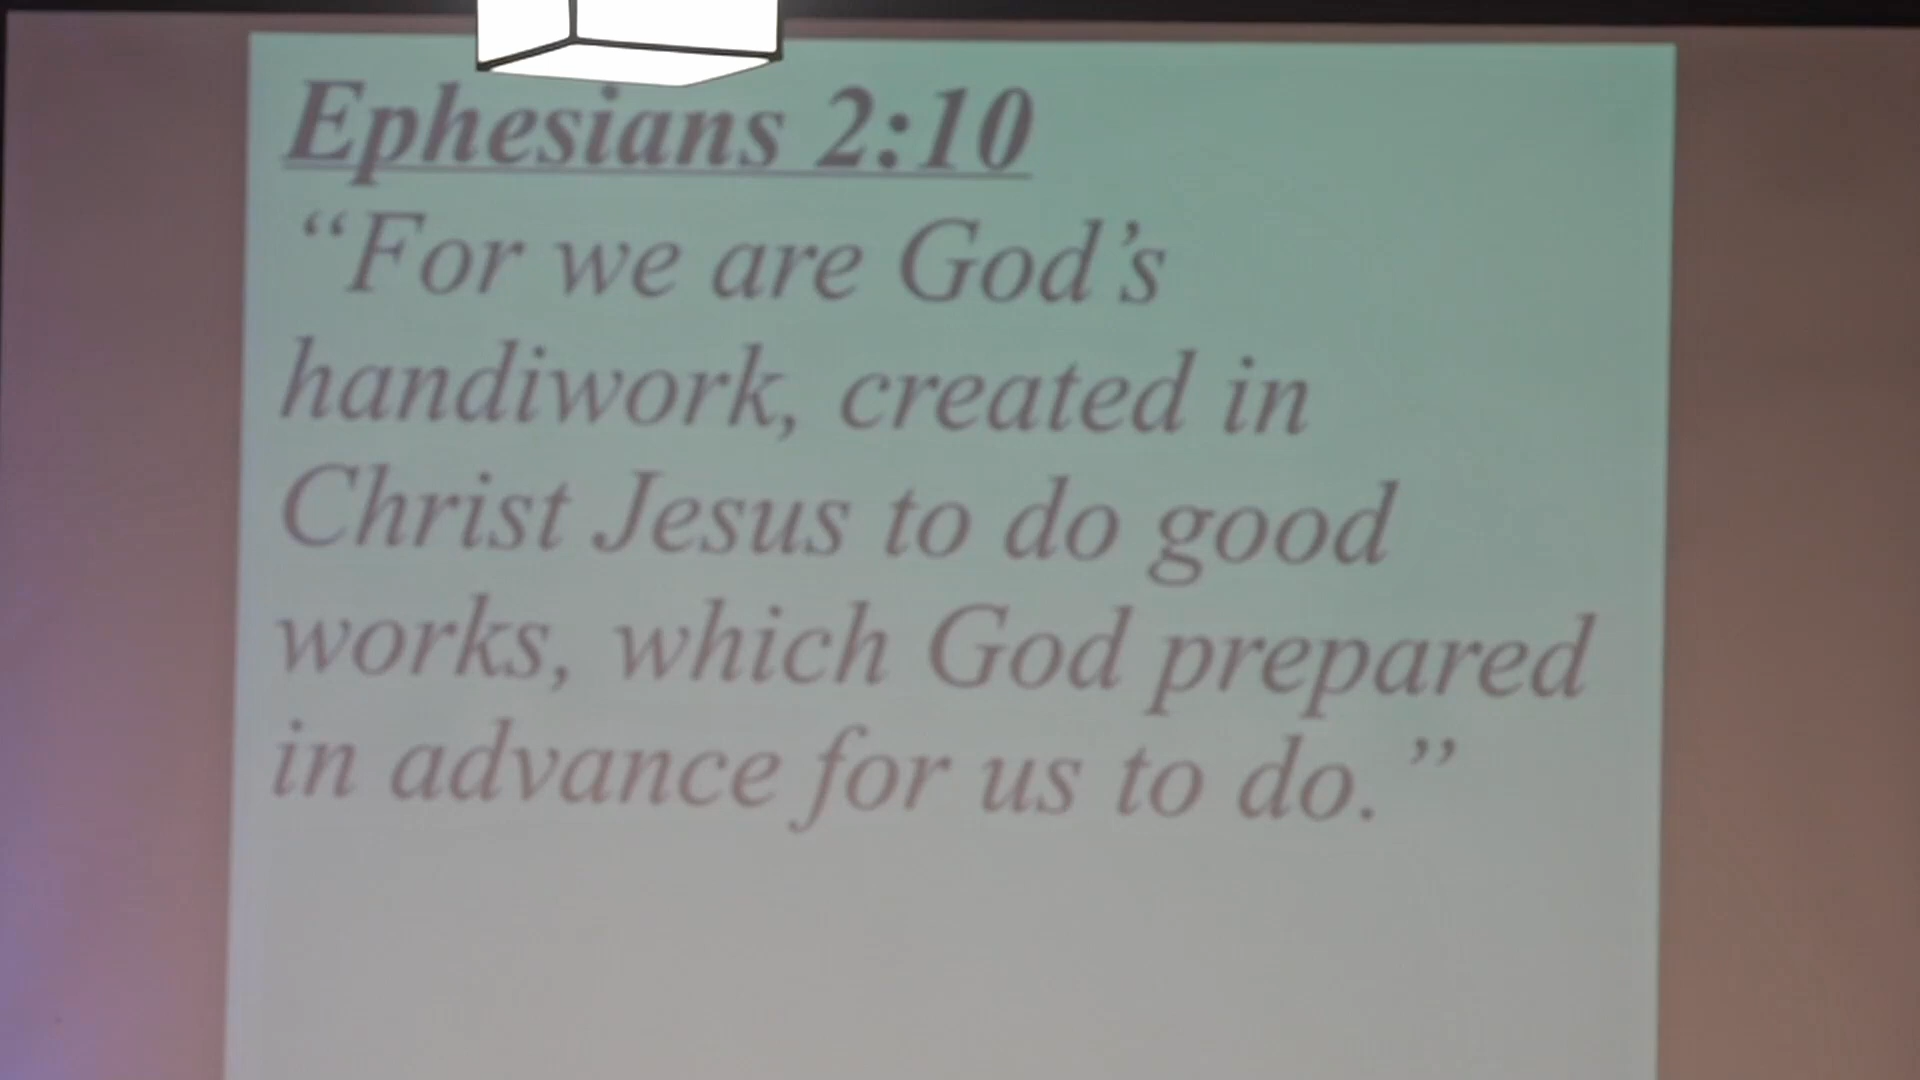 Ephesians 2:10
“For we are God’s
handiwork, created in
Christ Jesus to do good
works, which God prepared
in advance for us to do.”